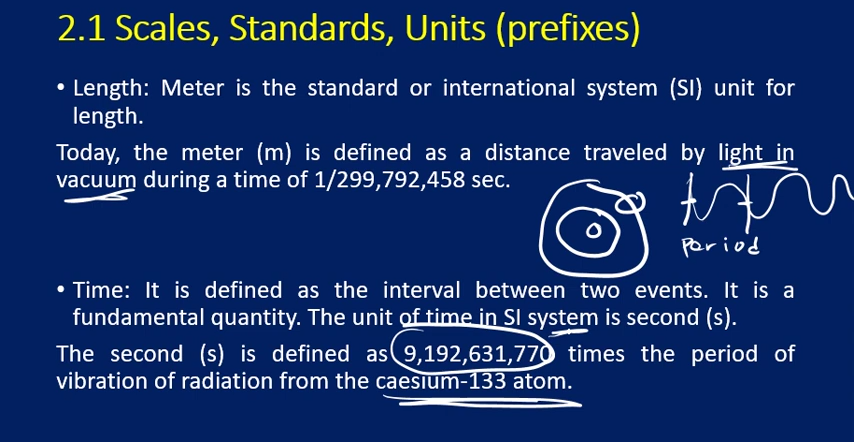 2.1 Scales, Standards, Units (prefixes)
• Length: Meter is the standard or international system (SI) unit for
length.
Today, the meter (m) is defined as a distance traveled by light in
vacuum during a time of 1/299,792,458 sec.
Period
• Time: It is defined as the interval between two events. It is a
fundamental quantity. The unit of time in SI system is second (s).
The second (s) is defined as 9,192,631,770 times the period of
vibration of radiation from the caesium-133 atom.